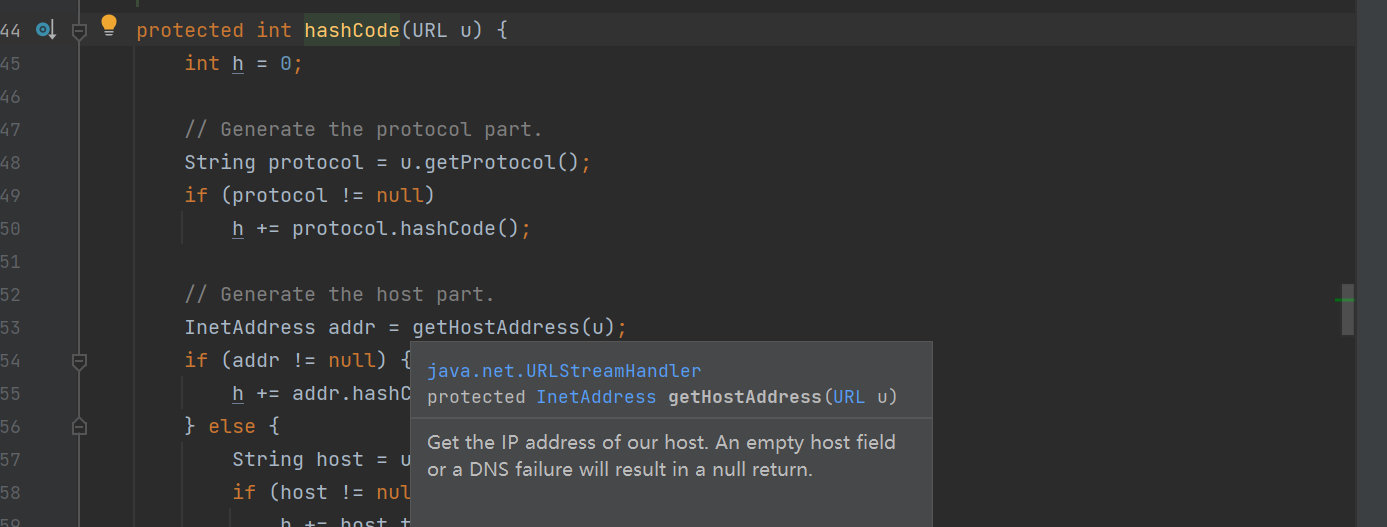 44 protected int hashCode(URL u) {
45 int h = 0;
46
47 // Generate the protocol part.
48 String protocol = u.getProtocol();
49 if (protocol != null)
50 h += protocol.hashCode();
51
52 // Generate the host part.
53 InetAddress addr = getHostAddress(u);
54 if (addr != null) {
55 h += addr.hashC
56 } else {
57 String host = u
58 if (host != nul
59 h += host.t
java.net.URLStreamHandler
protected InetAddress getHostAddress(URL u)
Get the IP address of our host. An empty host field
or a DNS failure will result in a null return.